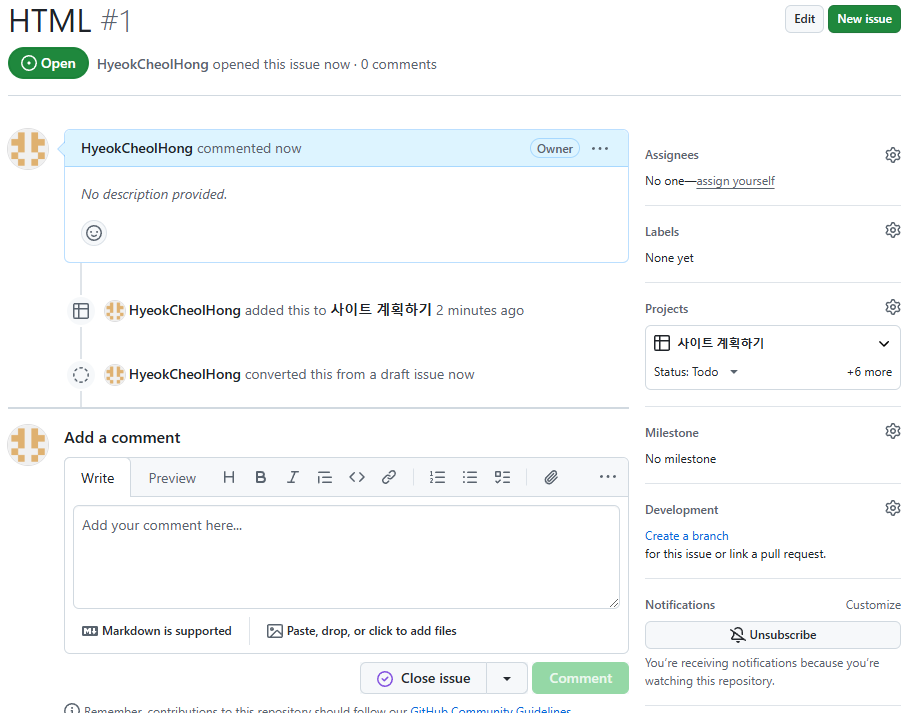 HTML #1
Edit
New issue
Open
HyeokCheolHong opened this issue now · 0 comments
HyeokCheolHong commented now
Owner
No description provided.
HyeokCheolHong added this to 사이트 계획하기 2 minutes ago
HyeokCheolHong converted this from a draft issue now
Add a comment
Write
Preview
Add your comment here...
Markdown is supported
Paste, drop, or click to add files
Close issue
Comment
Remember, contributions to this repository should follow our GitHub Community Guidelines
Assignees
No one—assign yourself
Labels
None yet
Projects
사이트 계획하기
Status: Todo
+6 more
Milestone
No milestone
Development
Create a branch
for this issue or link a pull request.
Notifications
Customize
Unsubscribe
You're receiving notifications because you're
watching this repository.